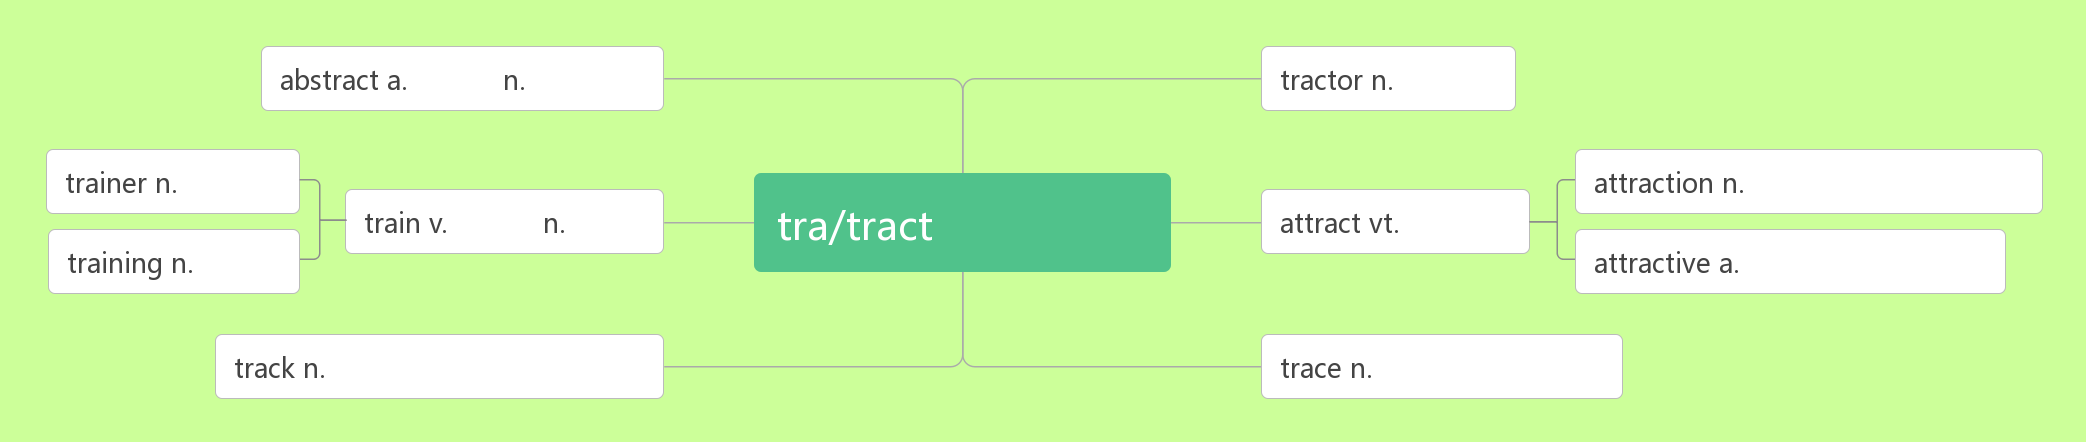 abstract a. n.
tractor n.
trainer n.
training n.
train v. n.
tra/tract
attract vt.
attraction n.
attractive a.
track n.
trace n.